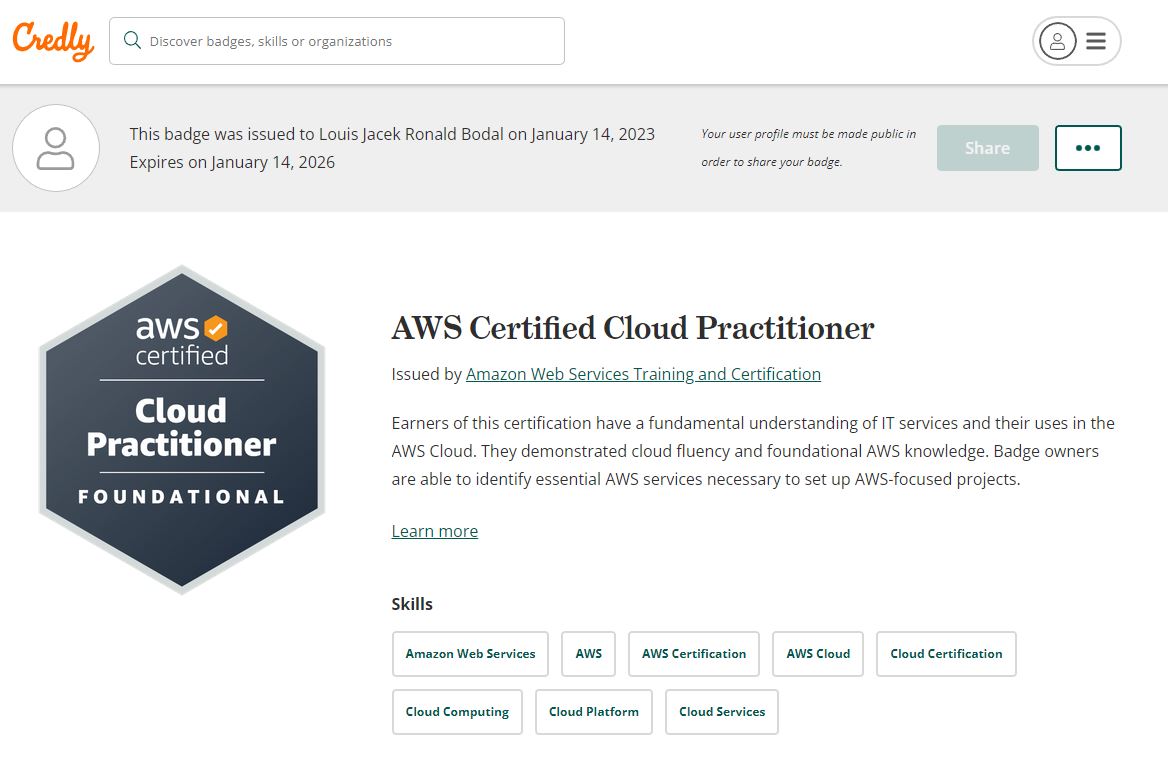 Credly
Discover badges, skills or organizations
This badge was issued to Louis Jacek Ronald Bodal on January 14, 2023
Expires on January 14, 2026
Your user profile must be made public in
order to share your badge.
Share
•••
aws
certified
Cloud
Practitioner
FOUNDATIONAL
AWS Certified Cloud Practitioner
Issued by Amazon Web Services Training and Certification
Earners of this certification have a fundamental understanding of IT services and their uses in the
AWS Cloud. They demonstrated cloud fluency and foundational AWS knowledge. Badge owners
are able to identify essential AWS services necessary to set up AWS-focused projects.
Learn more
Skills
Amazon Web Services AWS AWS Certification AWS Cloud Cloud Certification
Cloud Computing Cloud Platform Cloud Services